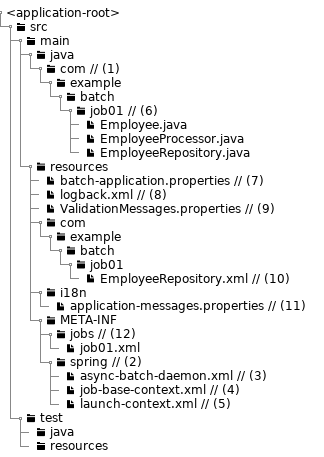 <application-root>
src
main
java
com // (1)
example
batch
job01 // (6)
Employee.java
EmployeeProcessor.java
EmployeeRepository.java
resources
batch-application.properties // (7)
logback.xml // (8)
ValidationMessages.properties // (9)
com
example
batch
job01
EmployeeRepository.xml // (10)
i18n
application-messages.properties // (11)
META-INF
jobs // (12)
job01.xml
spring // (2)
async-batch-daemon.xml // (3)
job-base-context.xml // (4)
launch-context.xml // (5)
test
java
resources